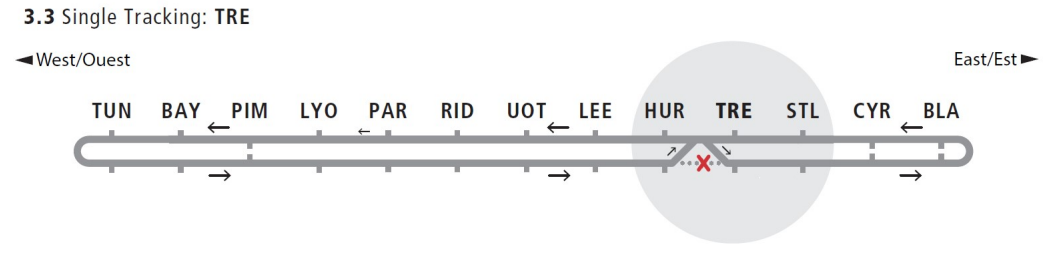 3.3 Single Tracking: TRE
◄West/Ouest East/Est►
TUN BAY PIM LYO PAR RID UOT LEE HUR TRE STL CYR BLA